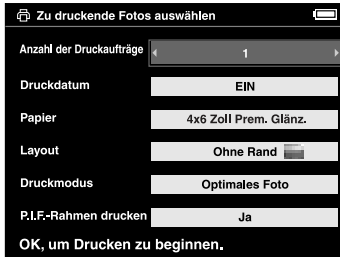 Zu druckende Fotos auswählen
Anzahl der Druckaufträge 1
Druckdatum EIN
Papier 4x6 Zoll Prem. Glänz.
Layout Ohne Rand
Druckmodus Optimales Foto
P.I.F.-Rahmen drucken Ja
OK, um Drucken zu beginnen.